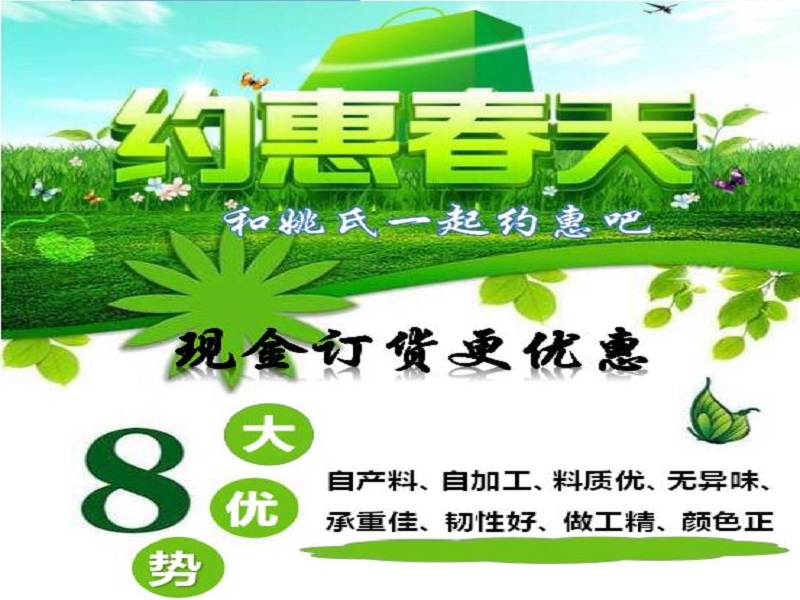 约惠春天
和姚氏一起约惠吧
现金订货更优惠
8大优势
自产料、自加工、料质优、无异味、
承重佳、韧性好、做工精、颜色正